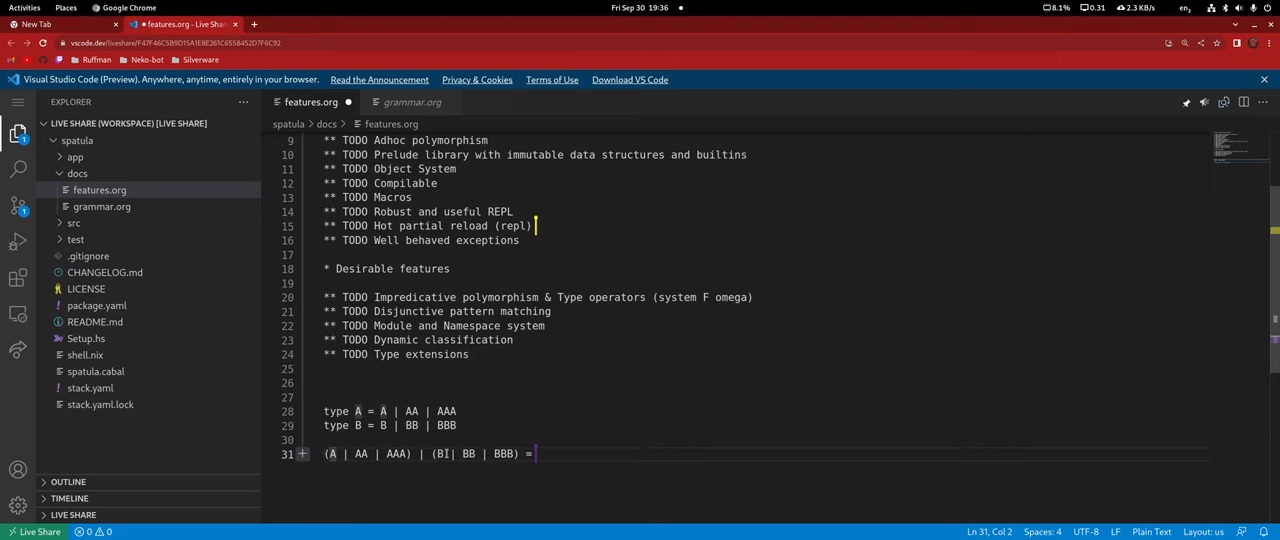 Activities Places Google Chrome Fri Sep 30 19:36 8.1% 0.31 2.3 KB/s en
New Tab features.org - Live Share
vscode.dev/liveshare/F47F46C5B9D15A1E8E261C6558452D7F6C92
Ruffman Neko-bot Silverware
Visual Studio Code (Preview). Anywhere, anytime, entirely in your browser. Read the Announcement Privacy & Cookies Terms of Use Download VS Code
EXPLORER features.org grammar.org
LIVE SHARE (WORKSPACE) [LIVE SHARE] spatula > docs > features.org
spatula
app
docs
features.org
grammar.org
src
test
.gitignore
CHANGELOG.md
LICENSE
package.yaml
README.md
Setup.hs
shell.nix
spatula.cabal
stack.yaml
stack.yaml.lock
OUTLINE
TIMELINE
LIVE SHARE
9 ** TODO Adhoc polymorphism
10 ** TODO Prelude library with immutable data structures and builtins
11 ** TODO Object System
12 ** TODO Compilable
13 ** TODO Macros
14 ** TODO Robust and useful REPL
15 ** TODO Hot partial reload (repl)
16 ** TODO Well behaved exceptions
17
18 * Desirable features
19
20 ** TODO Impredicative polymorphism & Type operators (system F omega)
21 ** TODO Disjunctive pattern matching
22 ** TODO Module and Namespace system
23 ** TODO Dynamic classification
24 ** TODO Type extensions
25
26
27
28 type A = A | AA | AAA
29 type B = B | BB | BBB
30
31 (A | AA | AAA) | (B | BB | BBB) =
Live Share 0 0 Ln 31, Col 2 Spaces: 4 UTF-8 LF Plain Text Layout: us